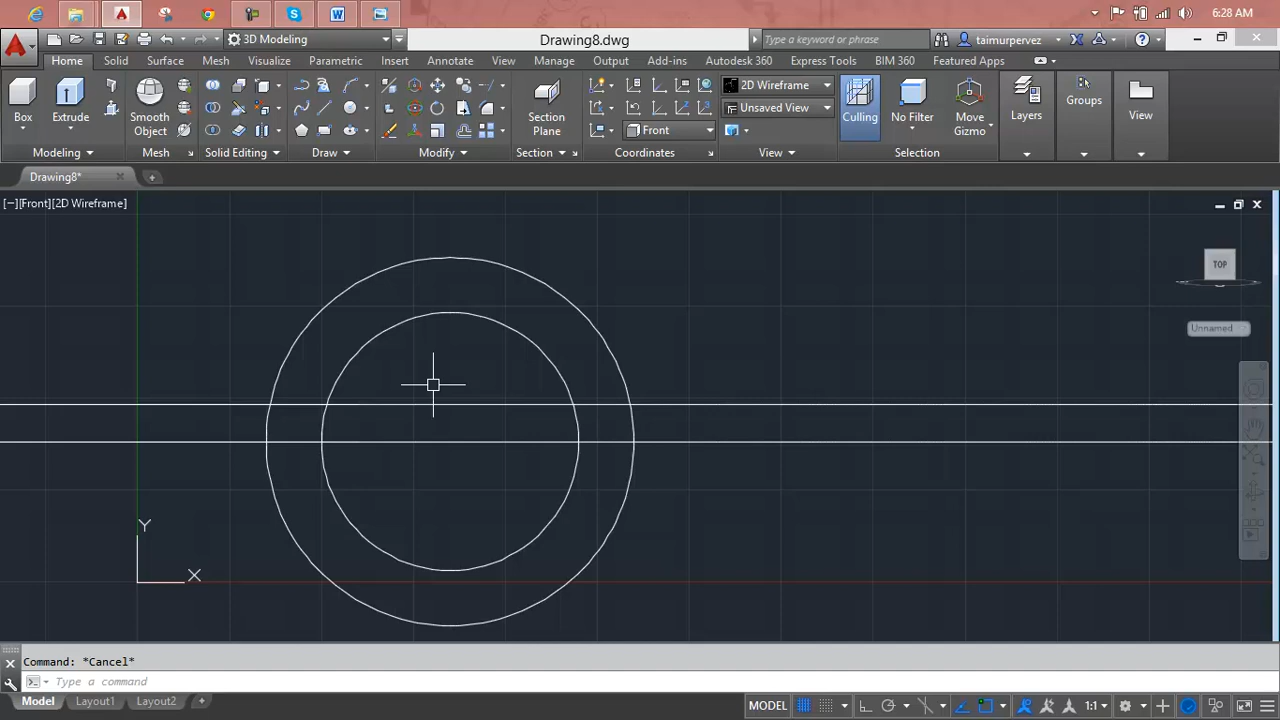 6:28 AM
3D Modeling
Drawing8.dwg
Type a keyword or phrase
taimurpervez
Home Solid Surface Mesh Visualize Parametric Insert Annotate View Manage Output Add-ins Autodesk 360 Express Tools BIM 360 Featured Apps
Box
Extrude
Smooth Object
Section Plane
2D Wireframe
Unsaved View
Front
Culling
No Filter
Move Gizmo
Layers
Groups
View
Modeling Mesh Solid Editing Draw Modify Section Coordinates View Selection
Drawing8*
[−][Front][2D Wireframe]
TOP
Unnamed
Y
X
Command: *Cancel*
Type a command
Model Layout1 Layout2
MODEL
1:1